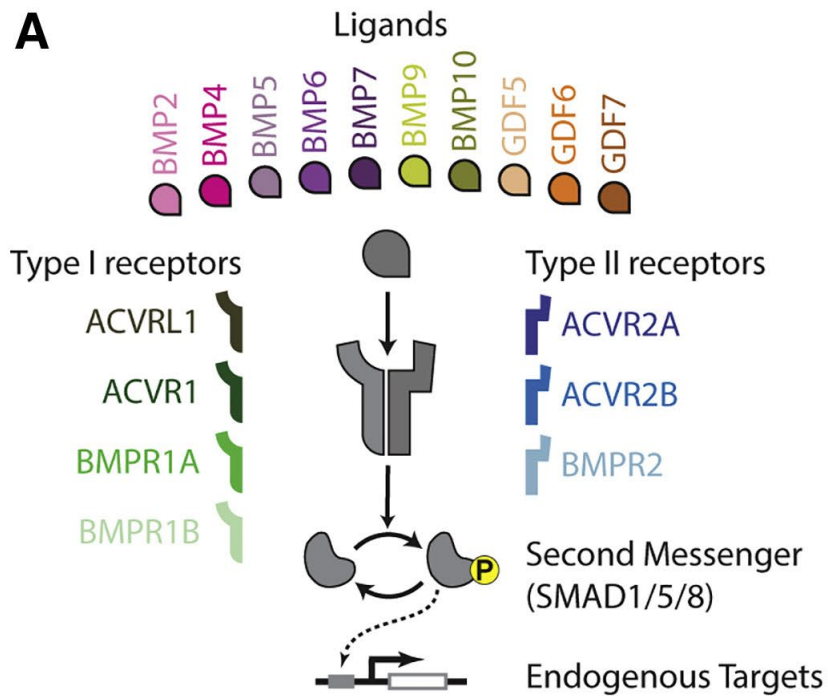 A
Ligands
BMP2
BMP4
BMP5
BMP6
BMP7
BMP9
BMP10
GDF5
GDF6
GDF7
Type I receptors
ACVRL1
ACVR1
BMPR1A
BMPR1B
Type II receptors
ACVR2A
ACVR2B
BMPR2
P
Second Messenger
(SMAD1/5/8)
Endogenous Targets